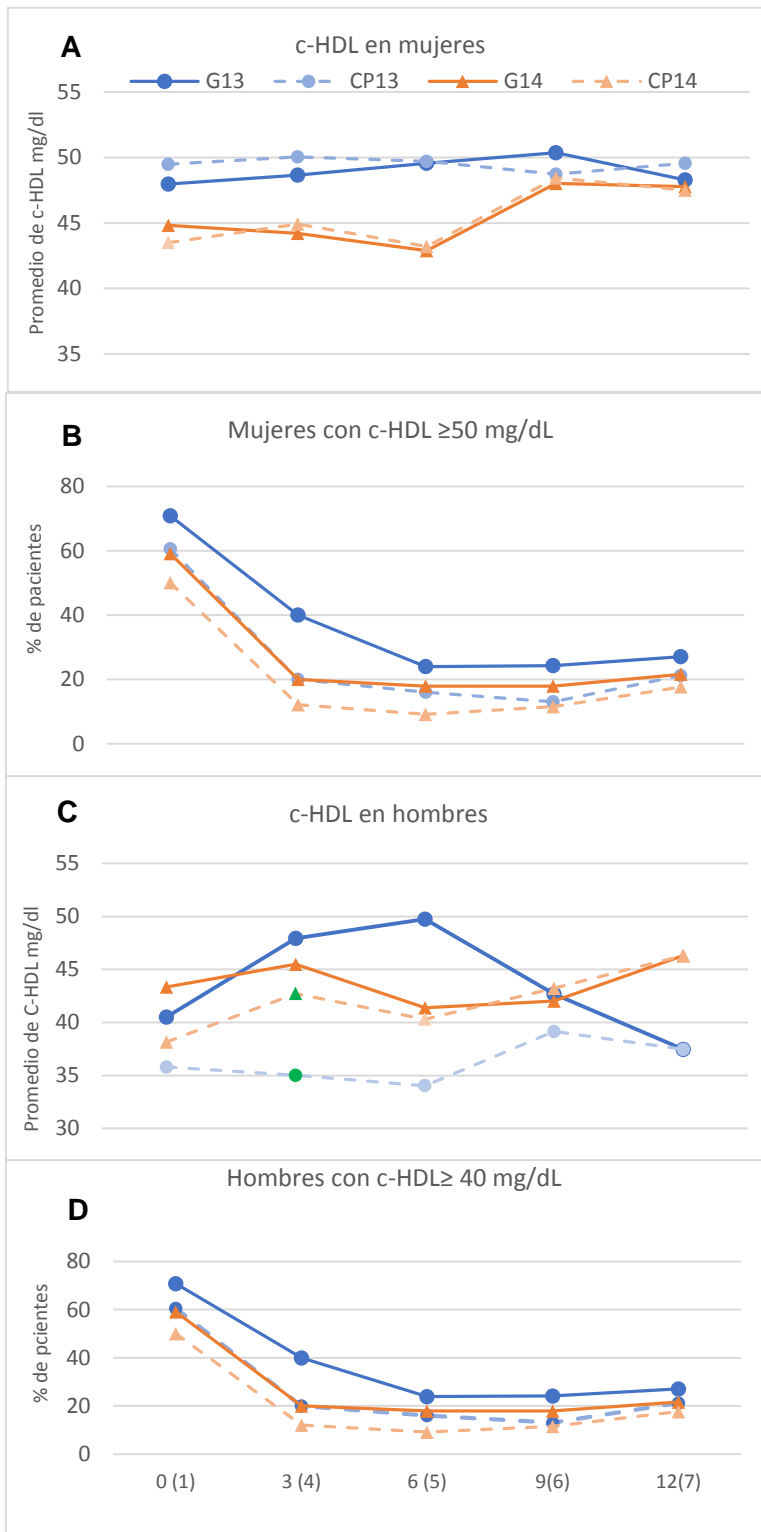 A
c-HDL en mujeres
G13 CP13 G14 CP14
Promedio de c-HDL mg/dl
55
50
45
40
35
B
Mujeres con c-HDL ≥50 mg/dL
% de pacientes
80
60
40
20
0
C
c-HDL en hombres
Promedio de C-HDL mg/dl
55
50
45
40
35
30
Hombres con c-HDL≥ 40 mg/dL
D
% de pcientes
80
60
40
20
0
0 (1) 3 (4) 6 (5) 9(6) 12(7)